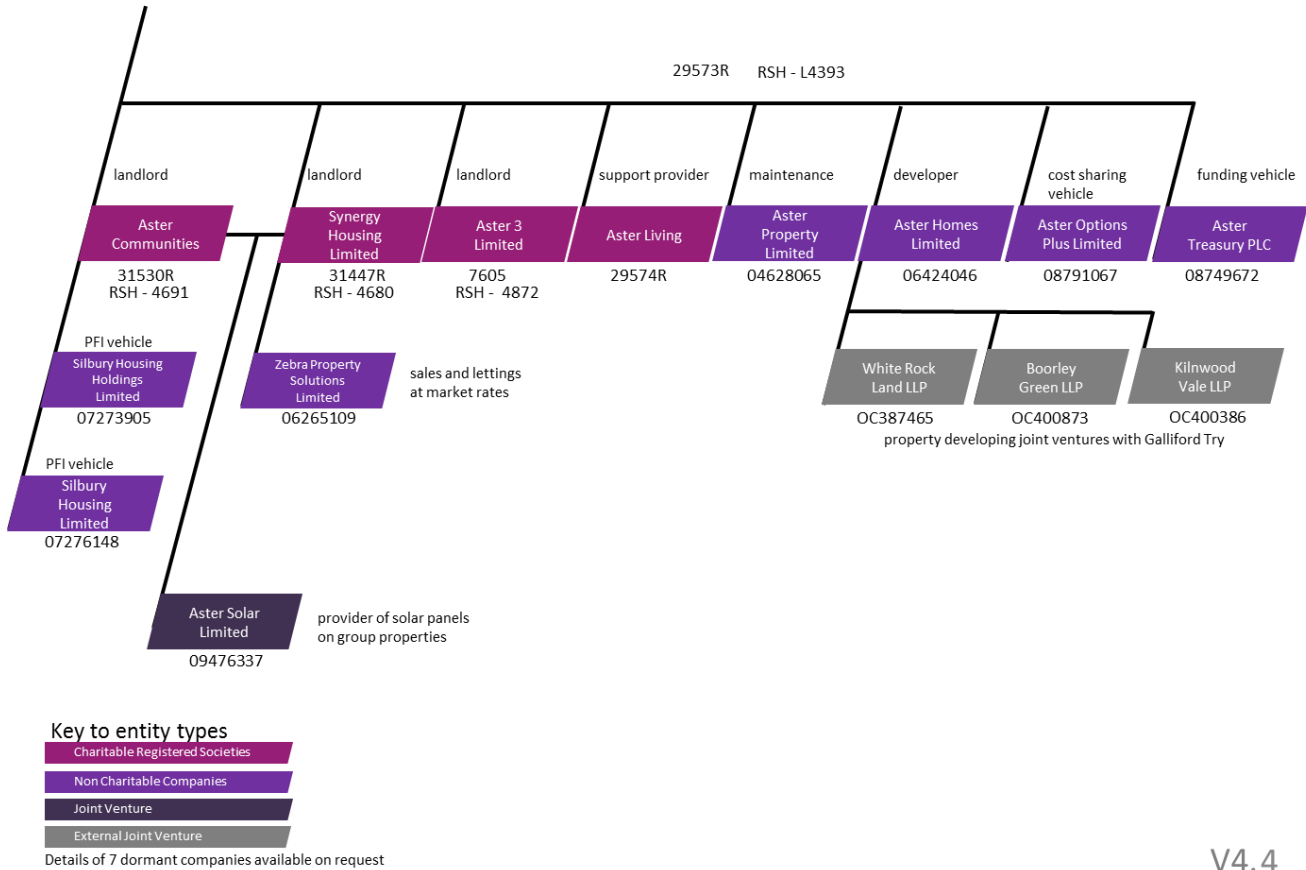 29573R RSH - L4393
landlord
landlord
landlord
support provider
maintenance
developer
cost sharing
vehicle
funding vehicle
Aster
Communities
Synergy
Housing
Limited
Aster 3
Limited
Aster Living
Aster
Property
Limited
Aster Homes
Limited
Aster Options
Plus Limited
Aster
Treasury PLC
31530R
RSH - 4691
31447R
RSH - 4680
7605
RSH - 4872
29574R
04628065
06424046
08791067
08749672
PFI vehicle
Silbury Housing
Holdings
Limited
07273905
Zebra Property
Solutions
Limited
06265109
sales and lettings
at market rates
White Rock
Land LLP
OC387465
Boorley
Green LLP
OC400873
Kilnwood
Vale LLP
OC400386
property developing joint ventures with Galliford Try
PFI vehicle
Silbury
Housing
Limited
07276148
Aster Solar
Limited
09476337
provider of solar panels
on group properties
Key to entity types
Charitable Registered Societies
Non Charitable Companies
Joint Venture
External Joint Venture
Details of 7 dormant companies available on request
V4.4